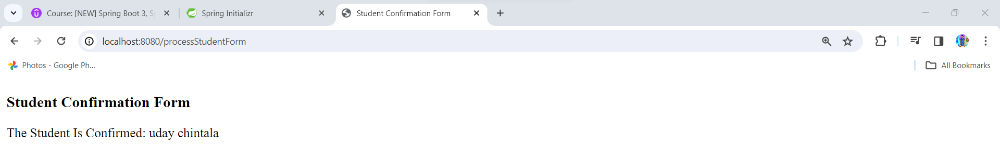 Course: [NEW] Spring Boot 3, S
Spring Initializr
Student Confirmation Form
localhost:8080/processStudentForm
Photos - Google Ph...
All Bookmarks
Student Confirmation Form
The Student Is Confirmed: uday chintala